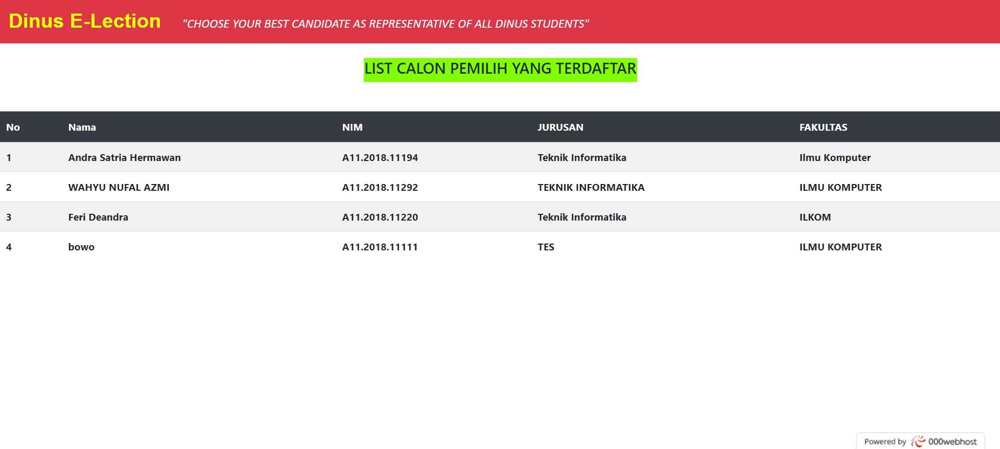 Dinus E-Lection "CHOOSE YOUR BEST CANDIDATE AS REPRESENTATIVE OF ALL DINUS STUDENTS"
LIST CALON PEMILIH YANG TERDAFTAR
No Nama NIM JURUSAN FAKULTAS
1 Andra Satria Hermawan A11.2018.11194 Teknik Informatika Ilmu Komputer
2 WAHYU NUFAL AZMI A11.2018.11292 TEKNIK INFORMATIKA ILMU KOMPUTER
3 Feri Deandra A11.2018.11220 Teknik Informatika ILKOM
4 bowo A11.2018.11111 TES ILMU KOMPUTER
Powered by 000webhost